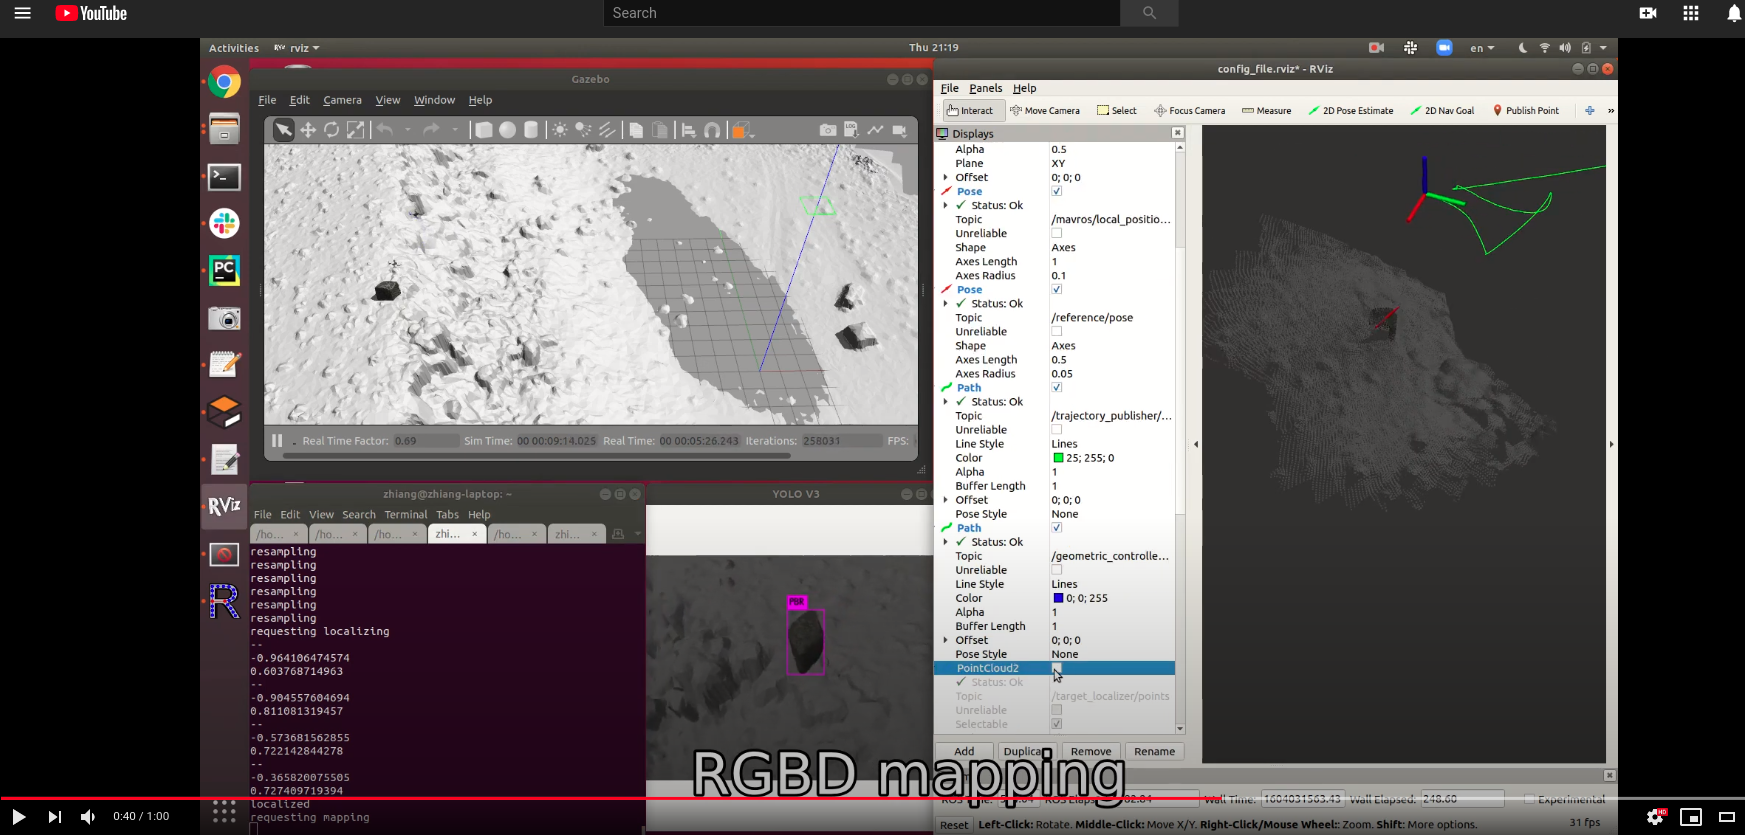 YouTube
Search
Activities
rviz
Thu 21:19
en
Gazebo
File Edit Camera View Window Help
Real Time Factor: 0.69 Sim Time: 00 00:09:14.025 Real Time: 00 00:05:26.243 Iterations: 258031 FPS:
zhiang@zhiang-laptop: ~
File Edit View Search Terminal Tabs Help
/ho... × /ho... × /ho... × zhi... × /ho... × zhi... ×
resampling
resampling
resampling
resampling
resampling
resampling
requesting localizing
--
-0.964106474574
0.603768714963
--
-0.904557604694
0.811081319457
--
-0.573681562855
0.722142844278
--
-0.365820075505
0.727409719394
localized
requesting mapping
YOLO V3
PBR
config_file.rviz* - RViz
File Panels Help
Interact Move Camera Select Focus Camera Measure 2D Pose Estimate 2D Nav Goal Publish Point
Displays
Alpha 0.5
Plane XY
Offset 0; 0; 0
Pose
Status: Ok
Topic /mavros/local_positio...
Unreliable
Shape Axes
Axes Length 1
Axes Radius 0.1
Pose
Status: Ok
Topic /reference/pose
Unreliable
Shape Axes
Axes Length 0.5
Axes Radius 0.05
Path
Status: Ok
Topic /trajectory_publisher/...
Unreliable
Line Style Lines
Color 25; 255; 0
Alpha 1
Buffer Length 1
Offset 0; 0; 0
Pose Style None
Path
Status: Ok
Topic /geometric_controlle...
Unreliable
Line Style Lines
Color 0; 0; 255
Alpha 1
Buffer Length 1
Offset 0; 0; 0
Pose Style None
PointCloud2
Status: Ok
Topic /target_localizer/points
Unreliable
Selectable
Add Duplica Remove Rename
RGBD mapping
Wall Time: 1604031563.43 Wall Elapsed: 248.60 Experimental
Reset Left-Click: Rotate. Middle-Click: Move X/Y. Right-Click/Mouse Wheel:: Zoom. Shift: More options. 31 fps
0:40 / 1:00
HD
RViz
PC
R